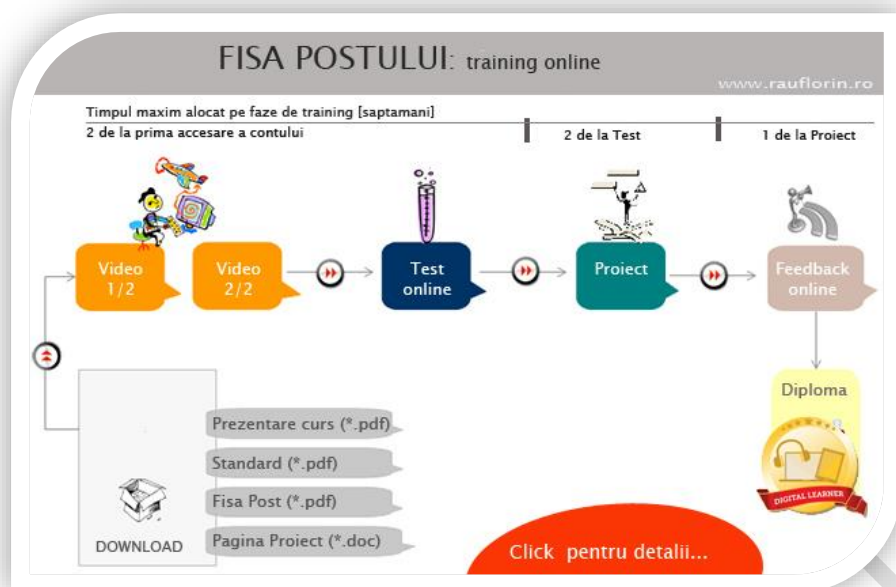 FISA POSTULUI: training online
www.rauflorin.ro
Timpul maxim alocat pe faze de training [saptamani]
2 de la prima accesare a contului
2 de la Test
1 de la Proiect
Video
1/2
Video
2/2
Test
online
Proiect
Feedback
online
Diploma
DIGITAL LEARNER
Prezentare curs (*.pdf)
Standard (*.pdf)
Fisa Post (*.pdf)
Pagina Proiect (*.doc)
DOWNLOAD
Click pentru detalii...